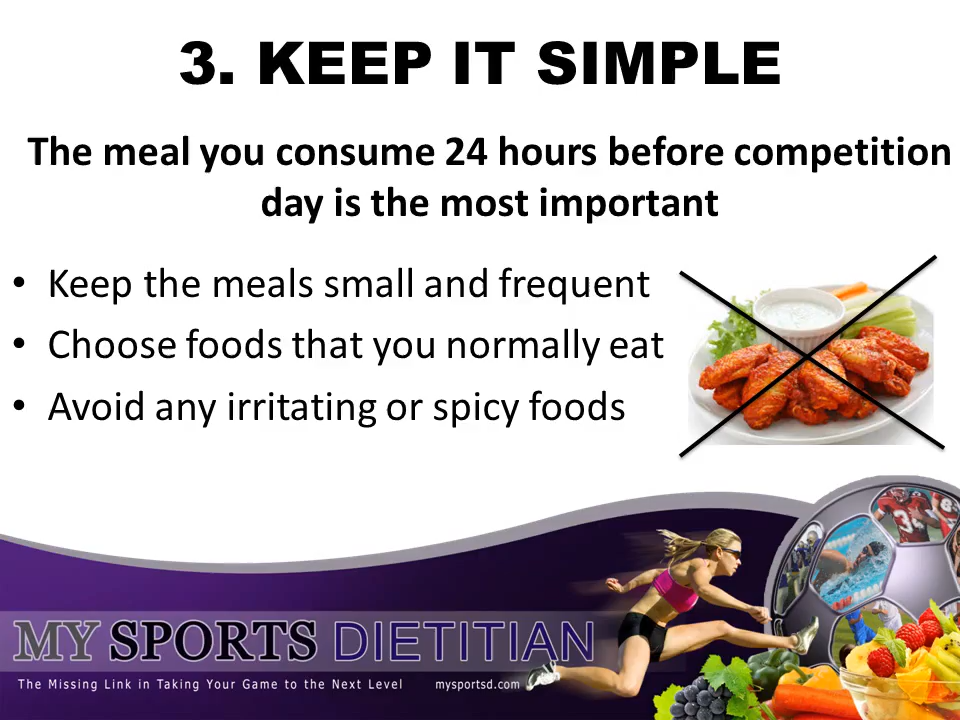 3. KEEP IT SIMPLE
The meal you consume 24 hours before competition
day is the most important
• Keep the meals small and frequent
• Choose foods that you normally eat
• Avoid any irritating or spicy foods
MY SPORTS DIETITIAN
The Missing Link in Taking Your Game to the Next Level mysportsd.com